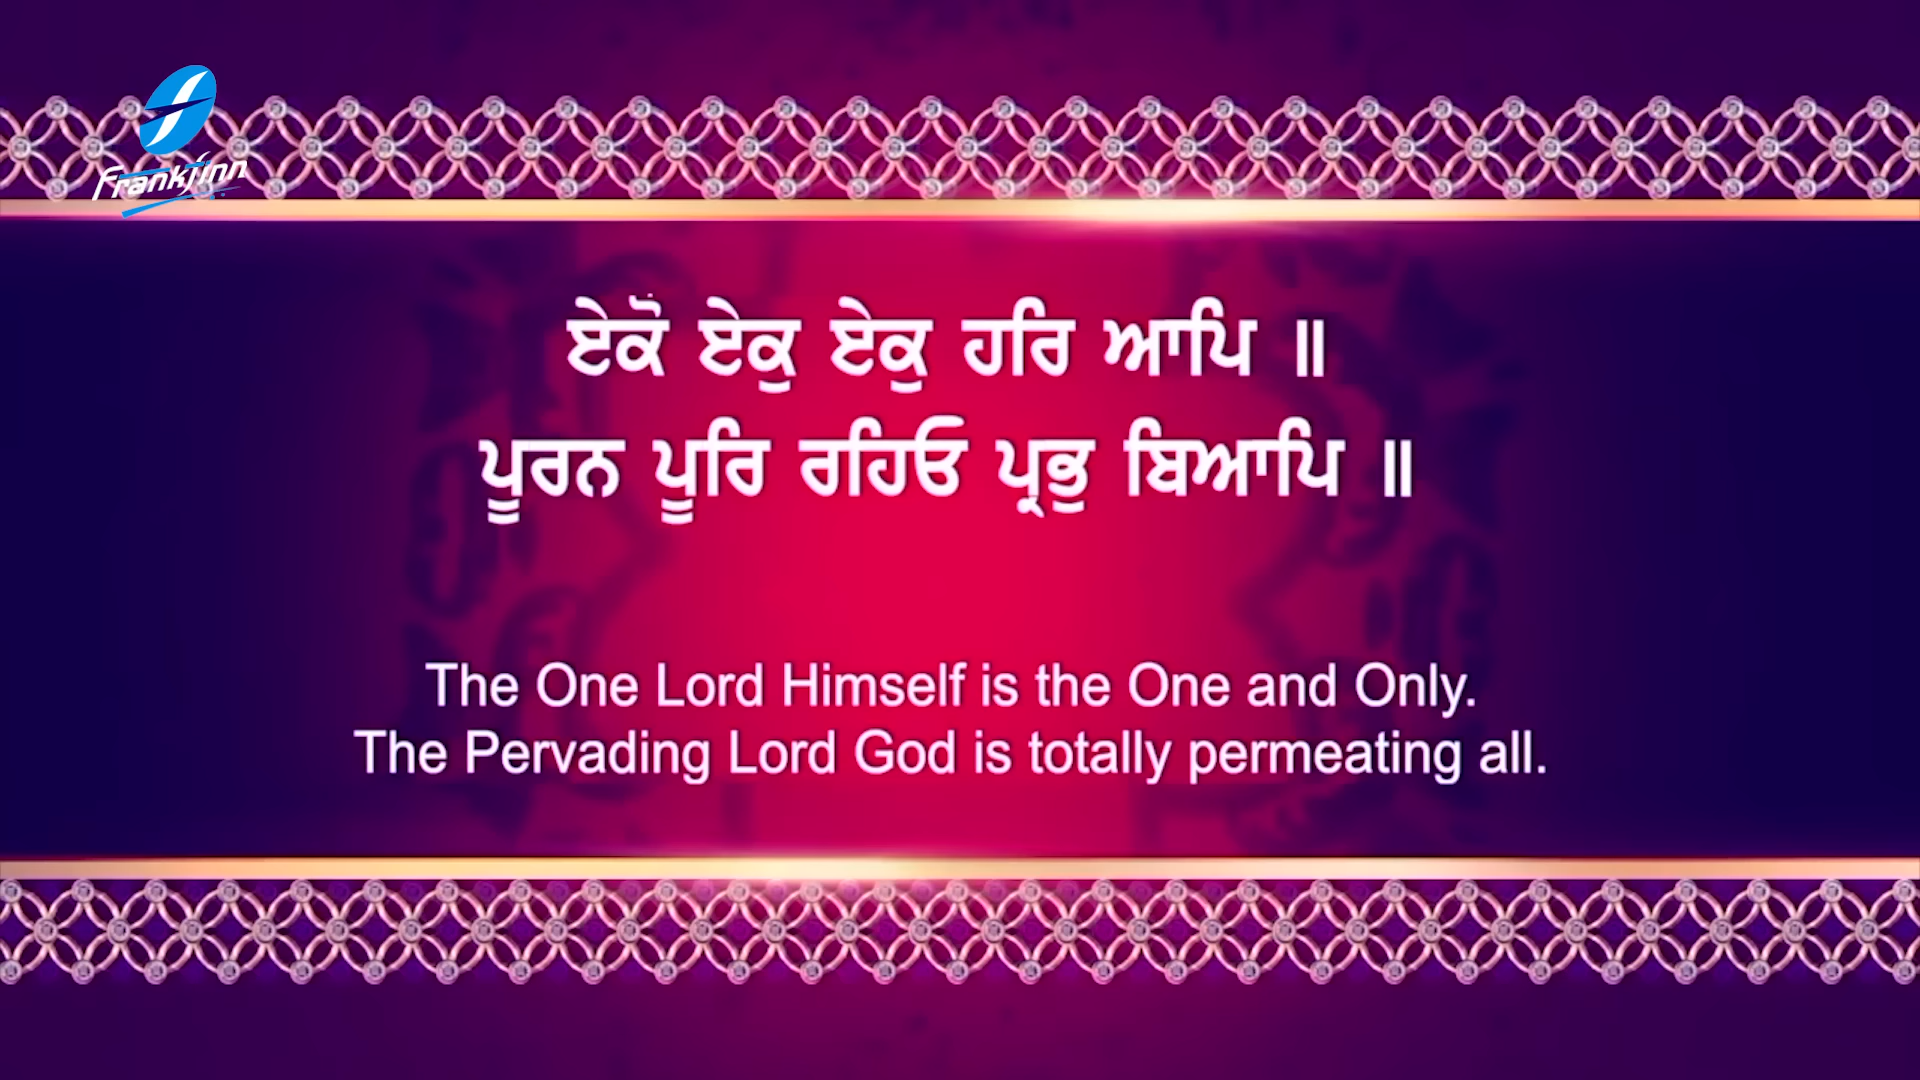 Frankfinn
ਏਕੋਂ ਏਕੁ ਏਕੁ ਹਰਿ ਆਪਿ ॥
ਪੂਰਨ ਪੂਰਿ ਰਹਿਓ ਪ੍ਰਭੁ ਬਿਆਪਿ ॥
The One Lord Himself is the One and Only.
The Pervading Lord God is totally permeating all.